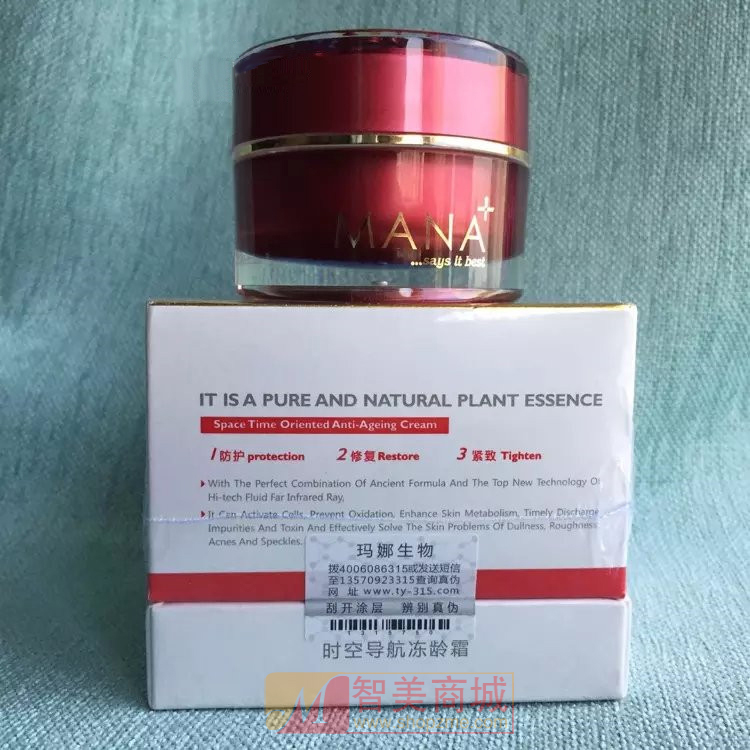 MANA+
...says it best
IT IS A PURE AND NATURAL PLANT ESSENCE
Space Time Oriented Anti-Ageing Cream
1 防护 protection 2 修复 Restore 3 紧致 Tighten
With The Perfect Combination Of Ancient Formula And The Top New Technology Of
Hi-tech Fluid Far Infrared Ray,
It Can Activate Cells, Prevent Oxidation, Enhance Skin Metabolism, Timely Discharge
Impurities And Toxin And Effectively Solve The Skin Problems Of Dullness, Roughness,
Acnes And Speckles.
玛娜生物
拨4006086315或发送短信
至13570923315查询真伪
网 址 www.ty-315.com
刮开涂层 辨别真伪
时空导航冻龄霜
智美商城